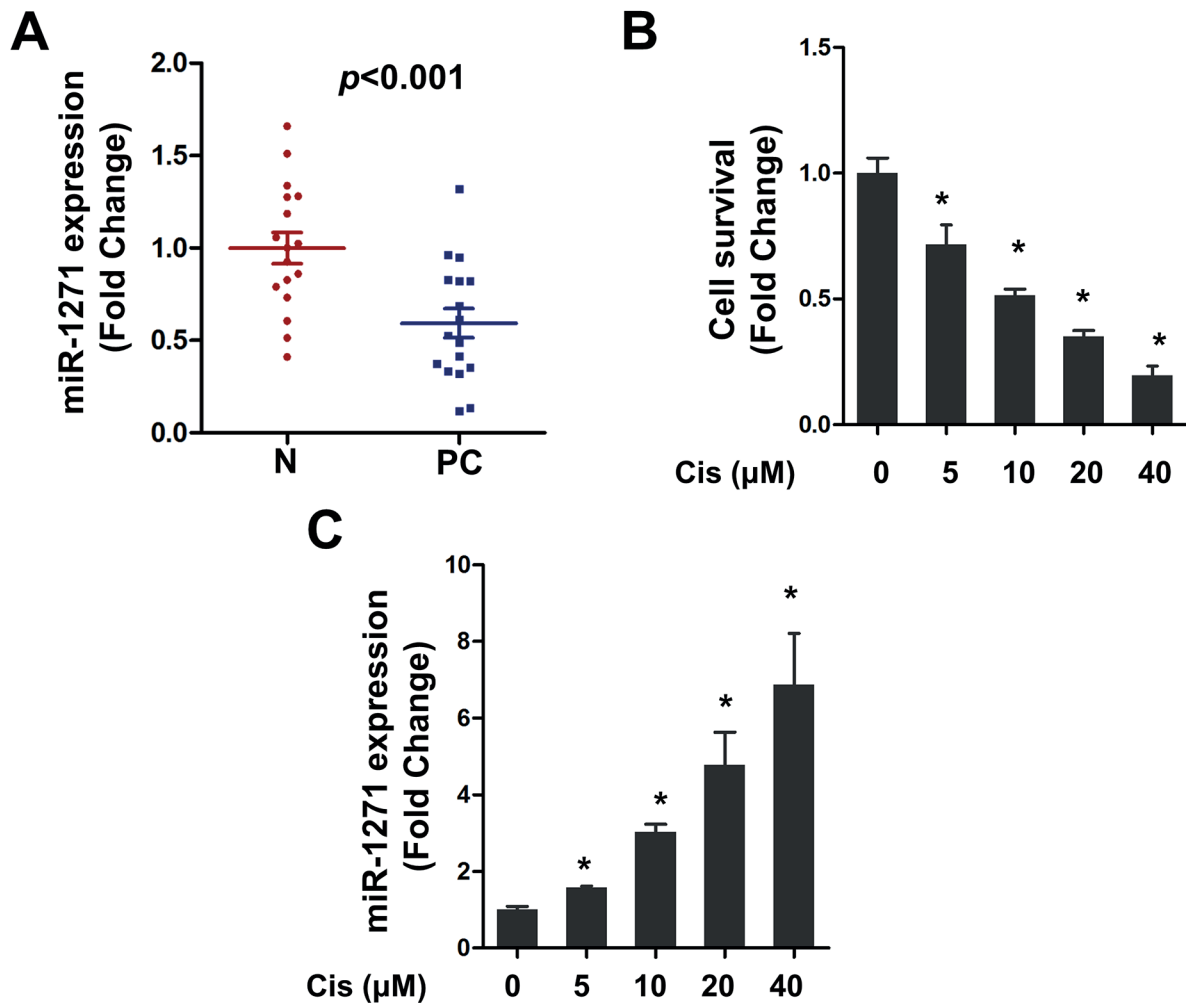 A
miR-1271 expression
(Fold Change)
2.0
1.5
1.0
0.5
0.0
p<0.001
N PC
B
Cell survival
(Fold Change)
1.5
1.0
0.5
0.0
*
*
*
*
Cis (µM) 0 5 10 20 40
C
miR-1271 expression
(Fold Change)
10
8
6
4
2
0
*
*
*
*
Cis (µM) 0 5 10 20 40